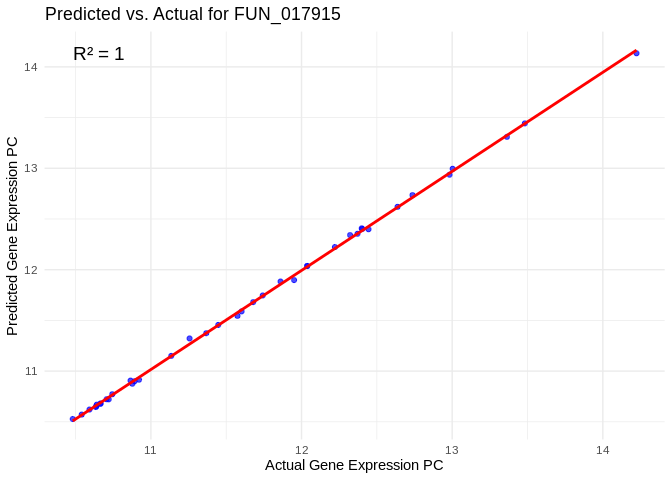 Predicted vs. Actual for FUN_017915
R² = 1
14
13
12
11
Predicted Gene Expression PC
11
12
13
14
Actual Gene Expression PC